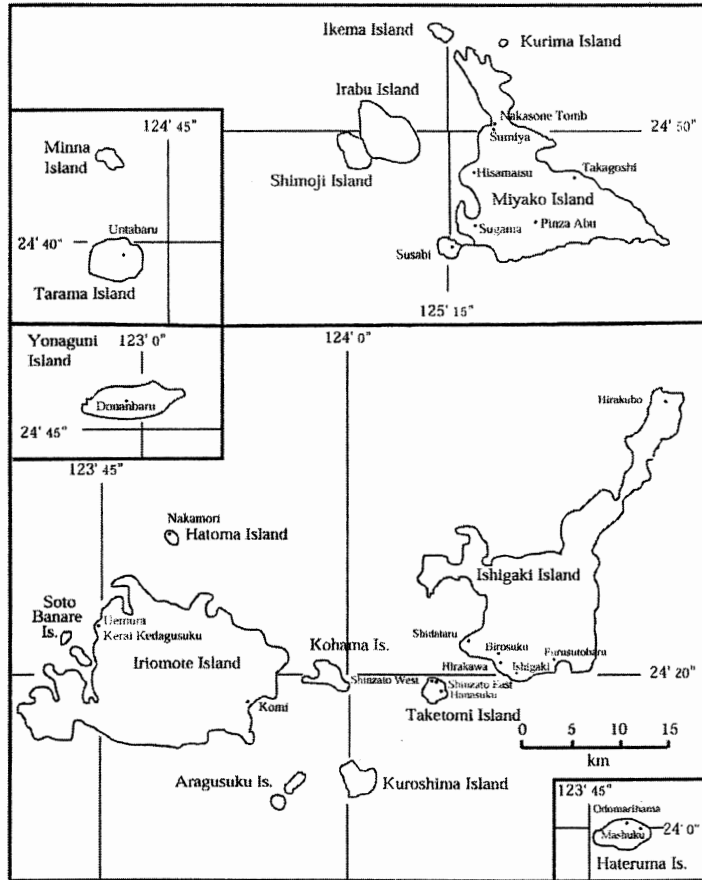 Ikema Island
Kurima Island
Irabu Island
124' 45"
Nakasone Tomb
24' 50"
Sumiya
Minna
Island
Shimoji Island
Hisamatsu
Takagoshi
Miyako Island
Untabaru
Sugama
Pinza Abu
24' 40"
Susabi
Tarama Island
125' 15"
Yonaguni
Island
123' 0"
124' 0"
Donanbaru
Hirakubo
24' 45"
123' 45"
Nakamori
Hatoma Island
Ishigaki Island
Soto
Banare
Is.
Uemura
Kerai Kedagusuku
Shidataru
Kohama Is.
Birosuku
Furusutobaru
Iriomote Island
Hirakawa
Ishigaki
24' 20"
Shinzato West
Shinzato East
Hanasuku
Komi
Taketomi Island
0 5 10 15
km
Aragusuku Is.
Kuroshima Island
123' 45"
Odomarihama
Mashuku
24' 0"
Hateruma Is.